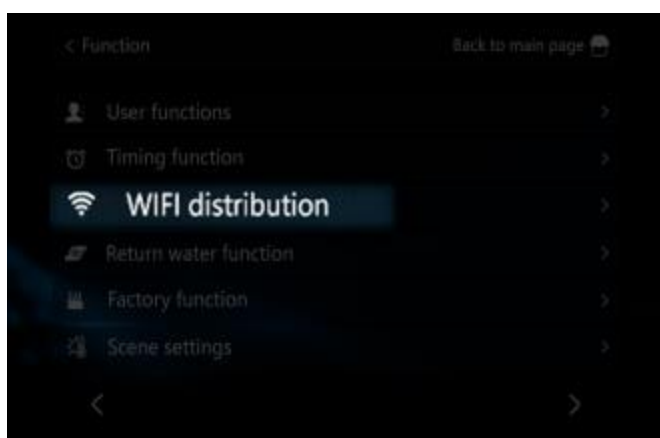 < Function
Back to main page
User functions >
Timing function >
WIFI distribution >
Return water function >
Factory function >
Scene settings >
< >